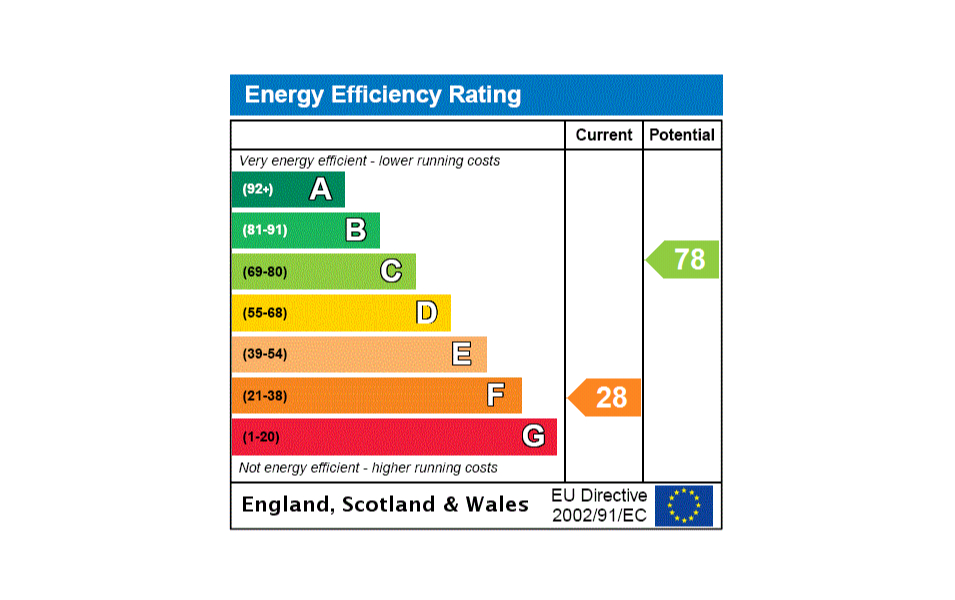 Energy Efficiency Rating
Current Potential
Very energy efficient - lower running costs
(92+) A
(81-91) B
(69-80) C
78
(55-68) D
(39-54) E
(21-38) F
28
(1-20) G
Not energy efficient - higher running costs
England, Scotland & Wales
EU Directive
2002/91/EC